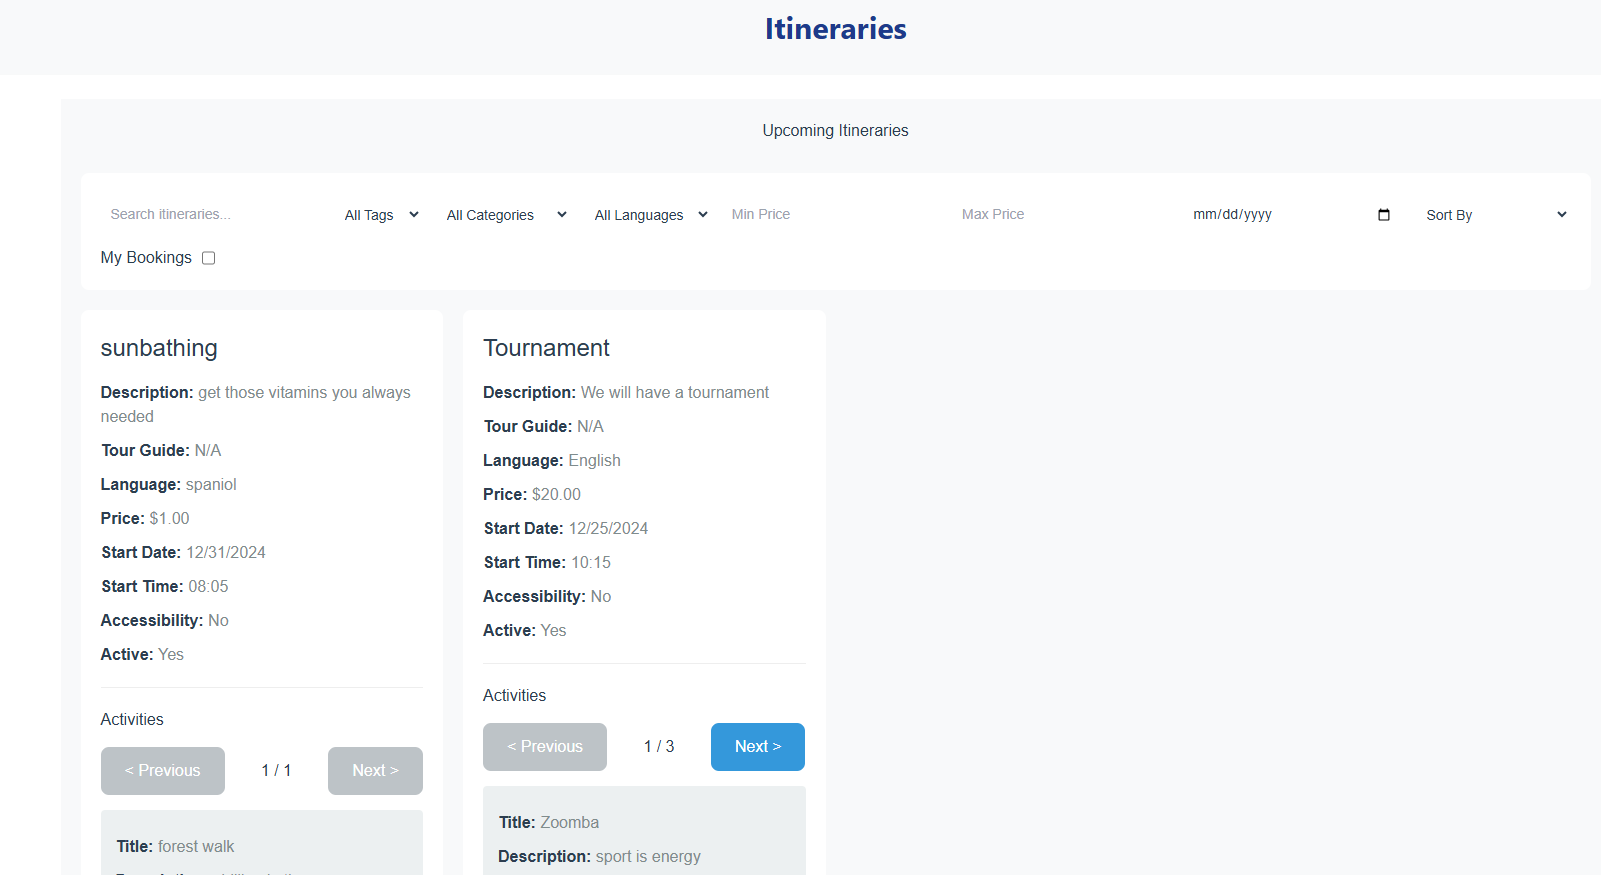 Itineraries
Upcoming Itineraries
Search itineraries... All Tags All Categories All Languages Min Price Max Price mm/dd/yyyy Sort By
My Bookings
sunbathing
Description: get those vitamins you always
needed
Tour Guide: N/A
Language: spaniol
Price: $1.00
Start Date: 12/31/2024
Start Time: 08:05
Accessibility: No
Active: Yes
Activities
< Previous 1 / 1 Next >
Title: forest walk
Tournament
Description: We will have a tournament
Tour Guide: N/A
Language: English
Price: $20.00
Start Date: 12/25/2024
Start Time: 10:15
Accessibility: No
Active: Yes
Activities
< Previous 1 / 3 Next >
Title: Zoomba
Description: sport is energy